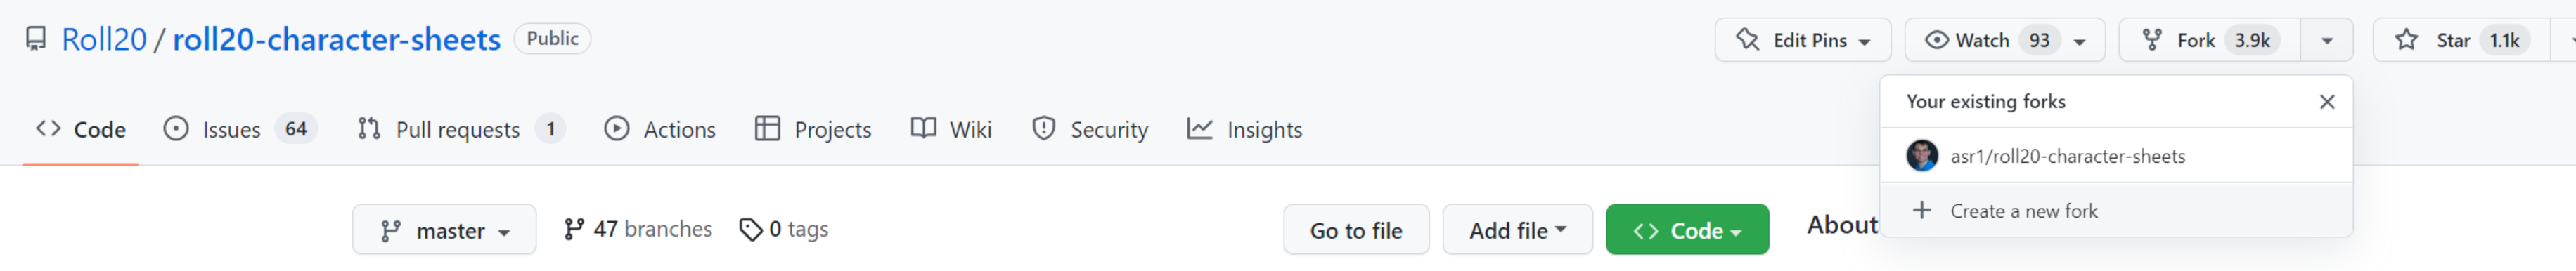 Roll20 / roll20-character-sheets Public Edit Pins Watch 93 Fork 3.9k Star 1.1k
Your existing forks
Code Issues 64 Pull requests 1 Actions Projects Wiki Security Insights
asr1/roll20-character-sheets
Create a new fork
master 47 branches 0 tags Go to file Add file Code About